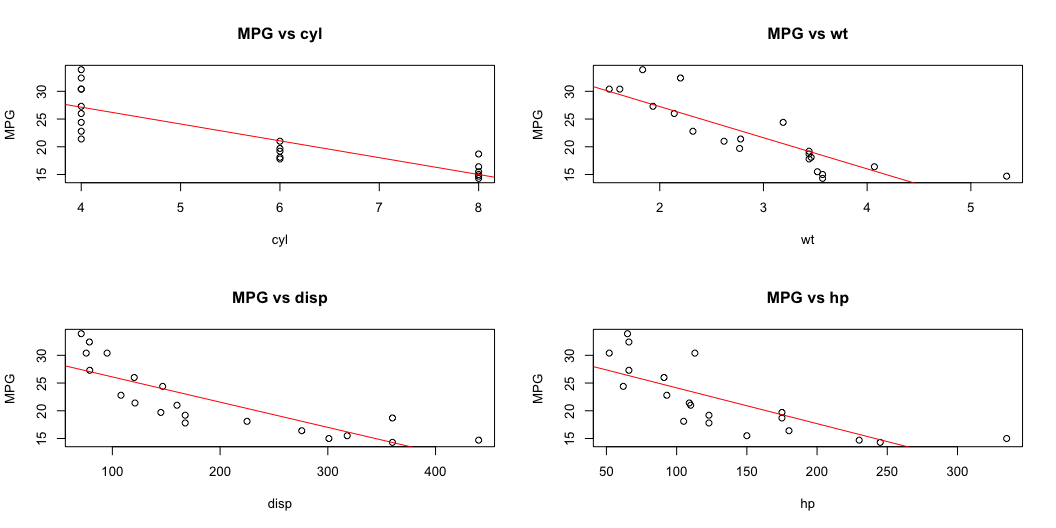 MPG vs cyl
MPG
15 20 25 30
4 5 6 7 8
cyl
MPG vs wt
MPG
15 20 25 30
2 3 4 5
wt
MPG vs disp
MPG
15 20 25 30
100 200 300 400
disp
MPG vs hp
MPG
15 20 25 30
50 100 150 200 250 300
hp